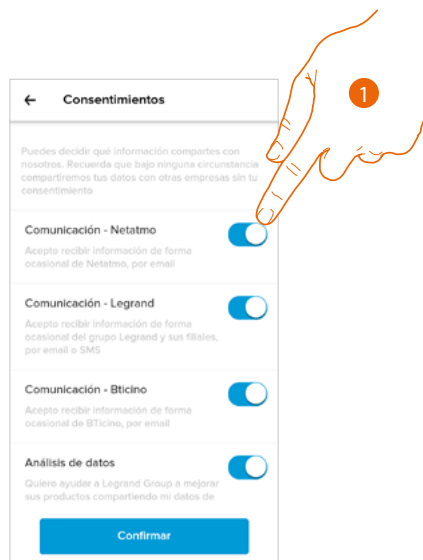 Consentimientos
1
Puedes decidir qué información compartes con
nosotros. Recuerda que bajo ninguna circunstancia
compartiremos tus datos con otras empresas sin tu
consentimiento
Comunicación - Netatmo
Acepto recibir información de forma
ocasional de Netatmo, por email
Comunicación - Legrand
Acepto recibir información de forma
ocasional del grupo Legrand y sus filiales,
por email o SMS
Comunicación - Bticino
Acepto recibir información de forma
ocasional de BTicino, por email
Análisis de datos
Quiero ayudar a Legrand Group a mejorar
sus productos compartiendo mi datos de
Confirmar